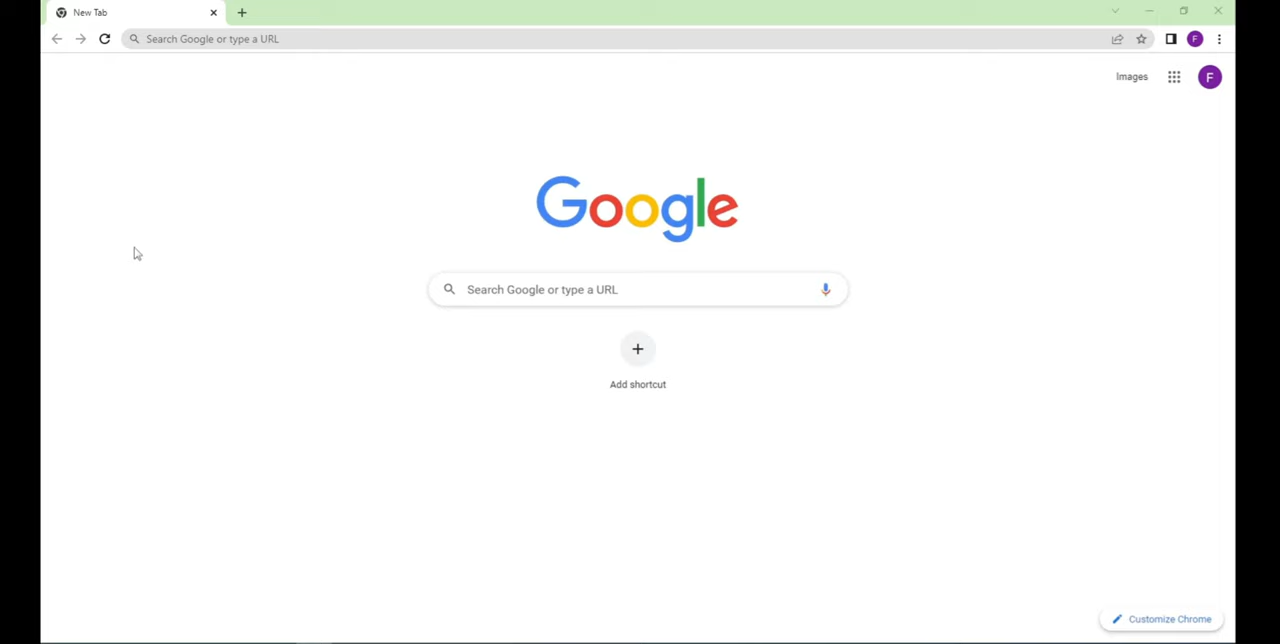 New Tab
Search Google or type a URL
F
Images
F
Google
Search Google or type a URL
Add shortcut
Customize Chrome